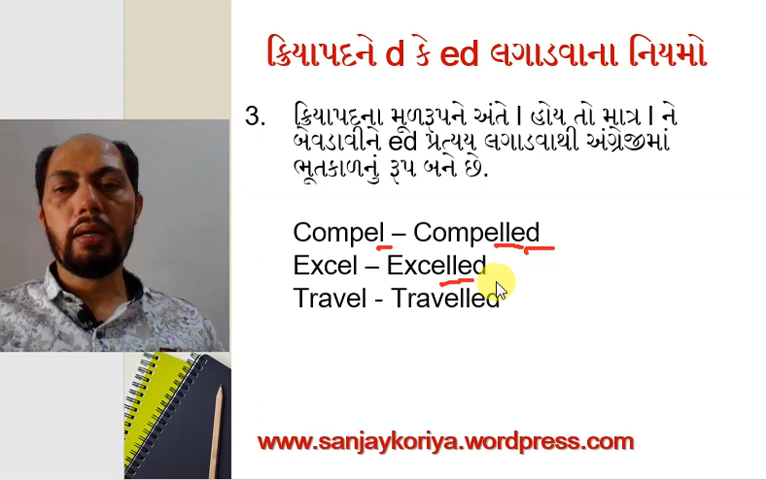 ક્રિયાપદને d કે ed લગાડવાના નિયમો
3. ક્રિયાપદના મૂળરૂપને અંતે l હોય તો માત્ર l ને
બેવડાવીને ed પ્રત્યય લગાડવાથી અંગ્રેજીમાં
ભૂતકાળનું રૂપ બને છે.
Compel – Compelled
Excel – Excelled
Travel - Travelled
www.sanjaykoriya.wordpress.com